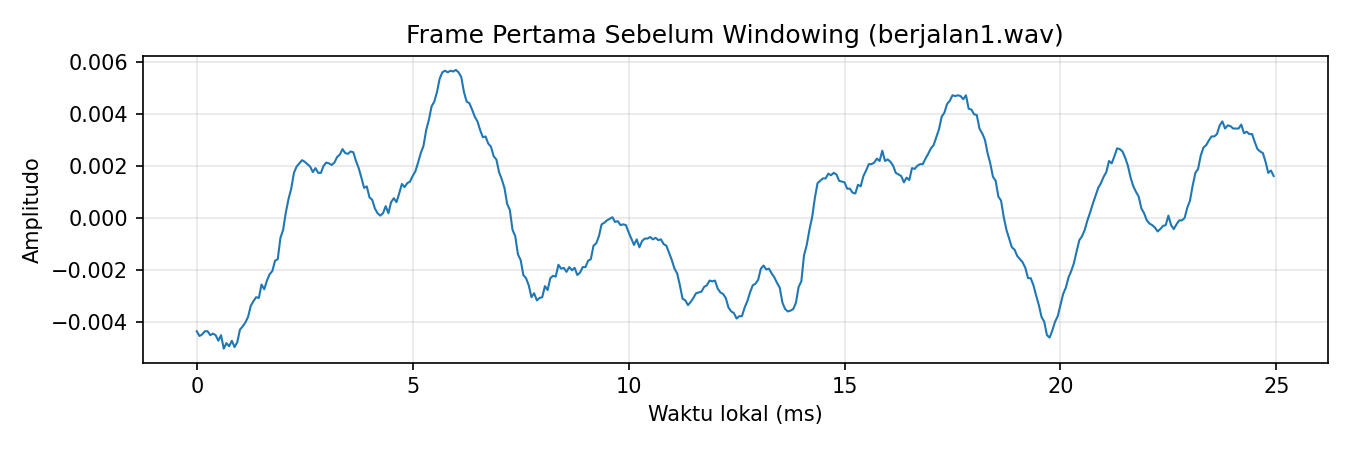 Frame Pertama Sebelum Windowing (berjalan1.wav)
0.006
0.004
0.002
0.000
−0.002
−0.004
Amplitudo
0 5 10 15 20 25
Waktu lokal (ms)